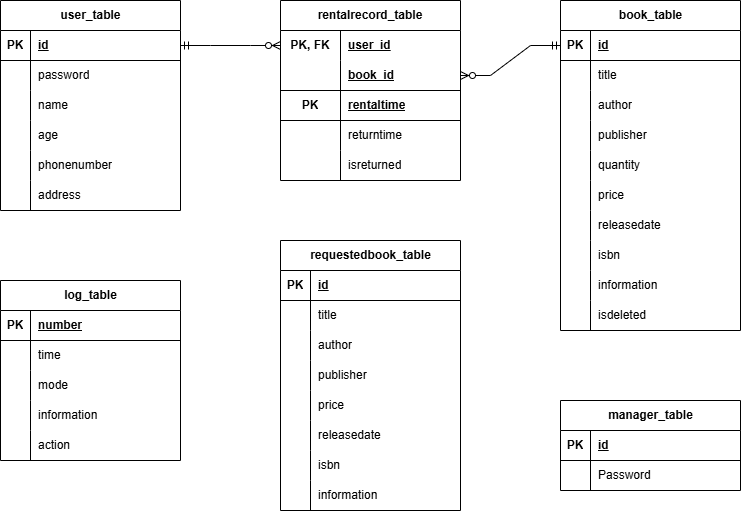 user_table
PK id
password
name
age
phonenumber
address
rentalrecord_table
PK, FK user_id
book_id
PK rentaltime
returntime
isreturned
book_table
PK id
title
author
publisher
quantity
price
releasedate
isbn
information
isdeleted
log_table
PK number
time
mode
information
action
requestedbook_table
PK id
title
author
publisher
price
releasedate
isbn
information
manager_table
PK id
Password